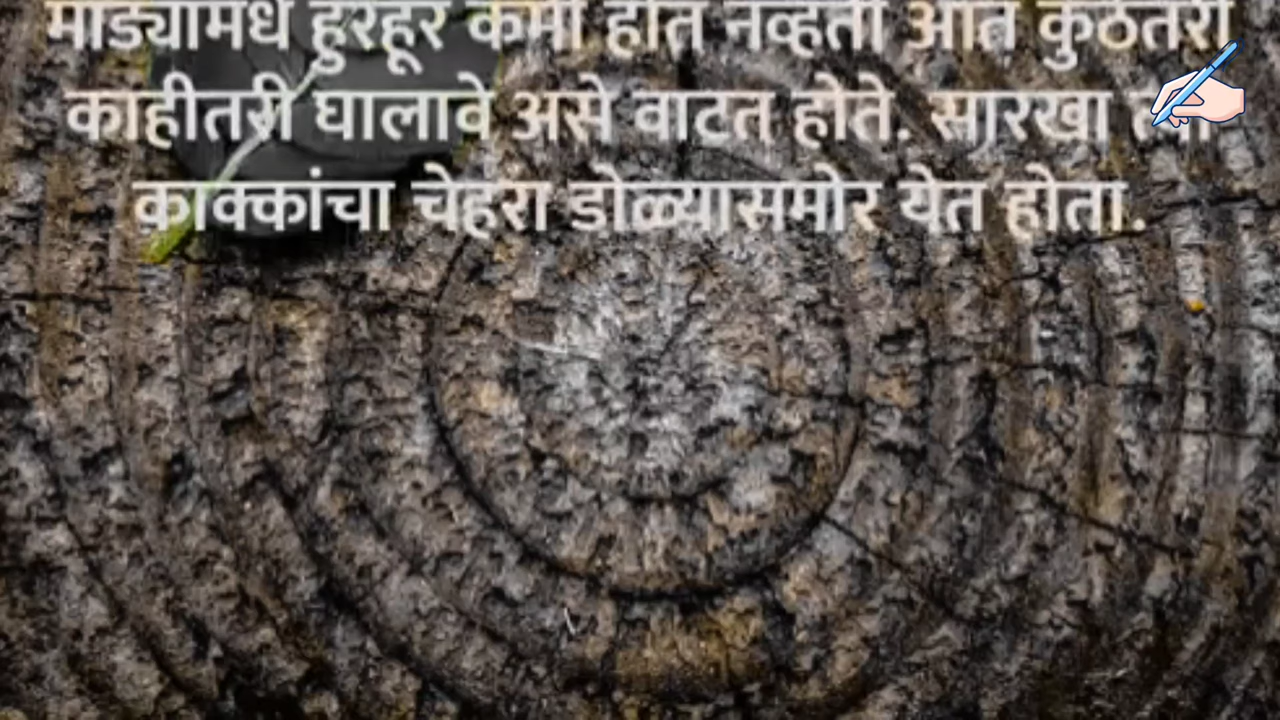 मांड्यामधे हुरहूर कमी होत नव्हती आत कुठेतरी
काहीतरी घालावे असे वाटत होते. सारखा त्या
काक्कांचा चेहरा डोळ्यासमोर येत होता.